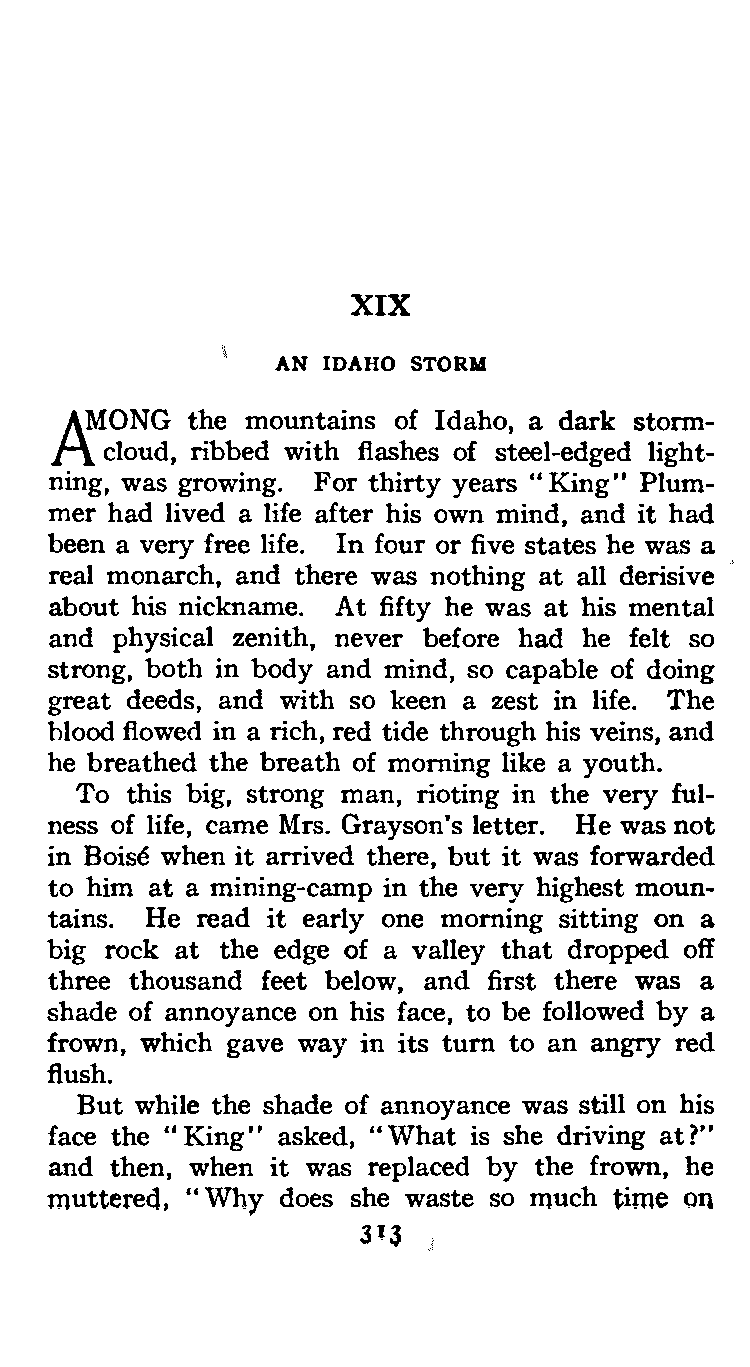 XIX
AN IDAHO STORM
AMONG the mountains of Idaho, a dark storm-
cloud, ribbed with flashes of steel-edged light-
ning, was growing. For thirty years "King" Plum-
mer had lived a life after his own mind, and it had
been a very free life. In four or five states he was a
real monarch, and there was nothing at all derisive
about his nickname. At fifty he was at his mental
and physical zenith, never before had he felt so
strong, both in body and mind, so capable of doing
great deeds, and with so keen a zest in life. The
blood flowed in a rich, red tide through his veins, and
he breathed the breath of morning like a youth.
To this big, strong man, rioting in the very ful-
ness of life, came Mrs. Grayson's letter. He was not
in Boisé when it arrived there, but it was forwarded
to him at a mining-camp in the very highest moun-
tains. He read it early one morning sitting on a
big rock at the edge of a valley that dropped off
three thousand feet below, and first there was a
shade of annoyance on his face, to be followed by a
frown, which gave way in its turn to an angry red
flush.
But while the shade of annoyance was still on his
face the "King" asked, "What is she driving at?"
and then, when it was replaced by the frown, he
muttered, "Why does she waste so much time on
313